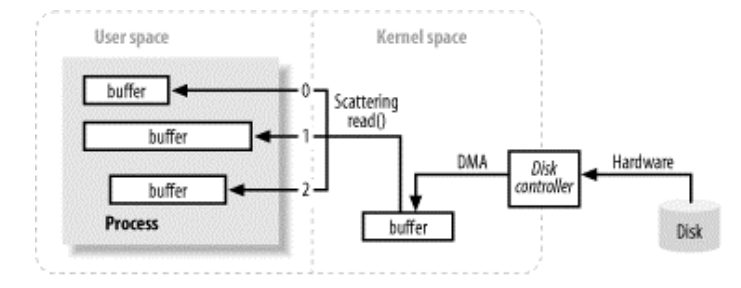 User space
Kernel space
buffer
0
Scattering
read()
buffer
1
DMA
Disk
controller
Hardware
buffer
2
Process
buffer
Disk